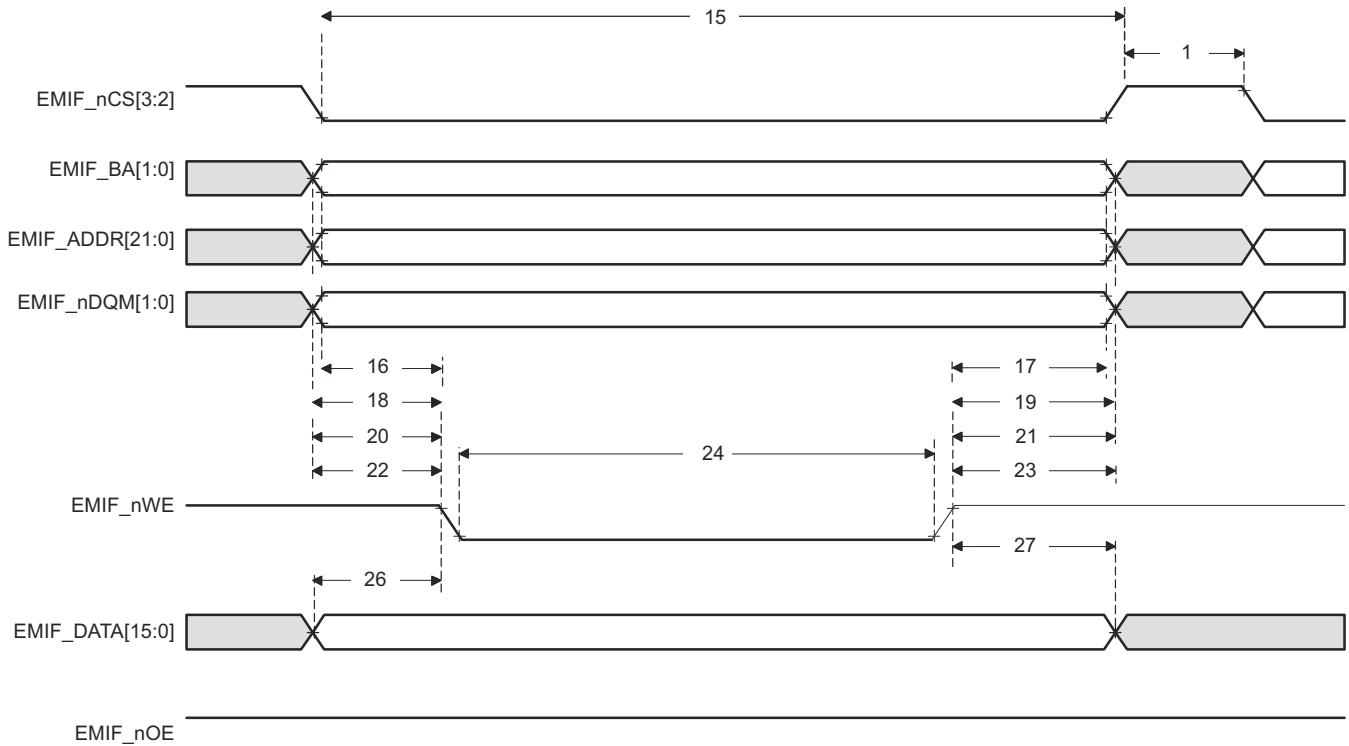 15
1
EMIF_nCS[3:2]
EMIF_BA[1:0]
EMIF_ADDR[21:0]
EMIF_nDQM[1:0]
16
17
18
19
20
21
24
22
23
EMIF_nWE
27
26
EMIF_DATA[15:0]
EMIF_nOE